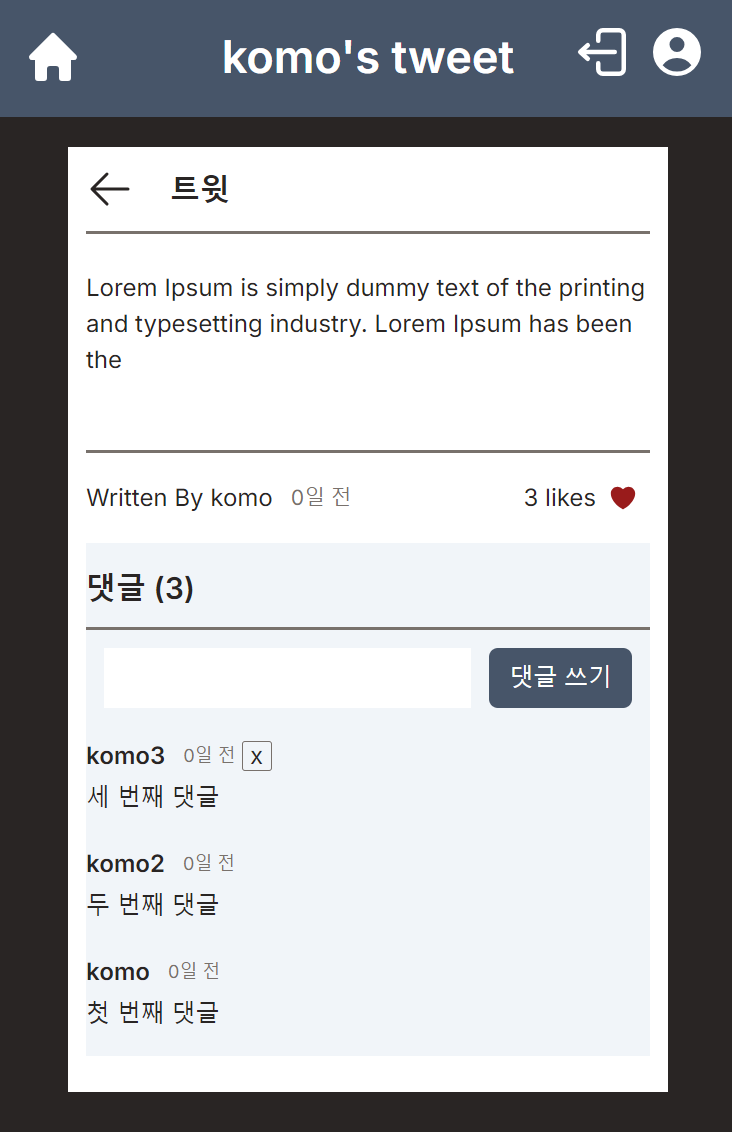 komo's tweet
트윗
Lorem Ipsum is simply dummy text of the printing
and typesetting industry. Lorem Ipsum has been
the
Written By komo 0일 전 3 likes
댓글 (3)
댓글 쓰기
komo3 0일 전 x
세 번째 댓글
komo2 0일 전
두 번째 댓글
komo 0일 전
첫 번째 댓글